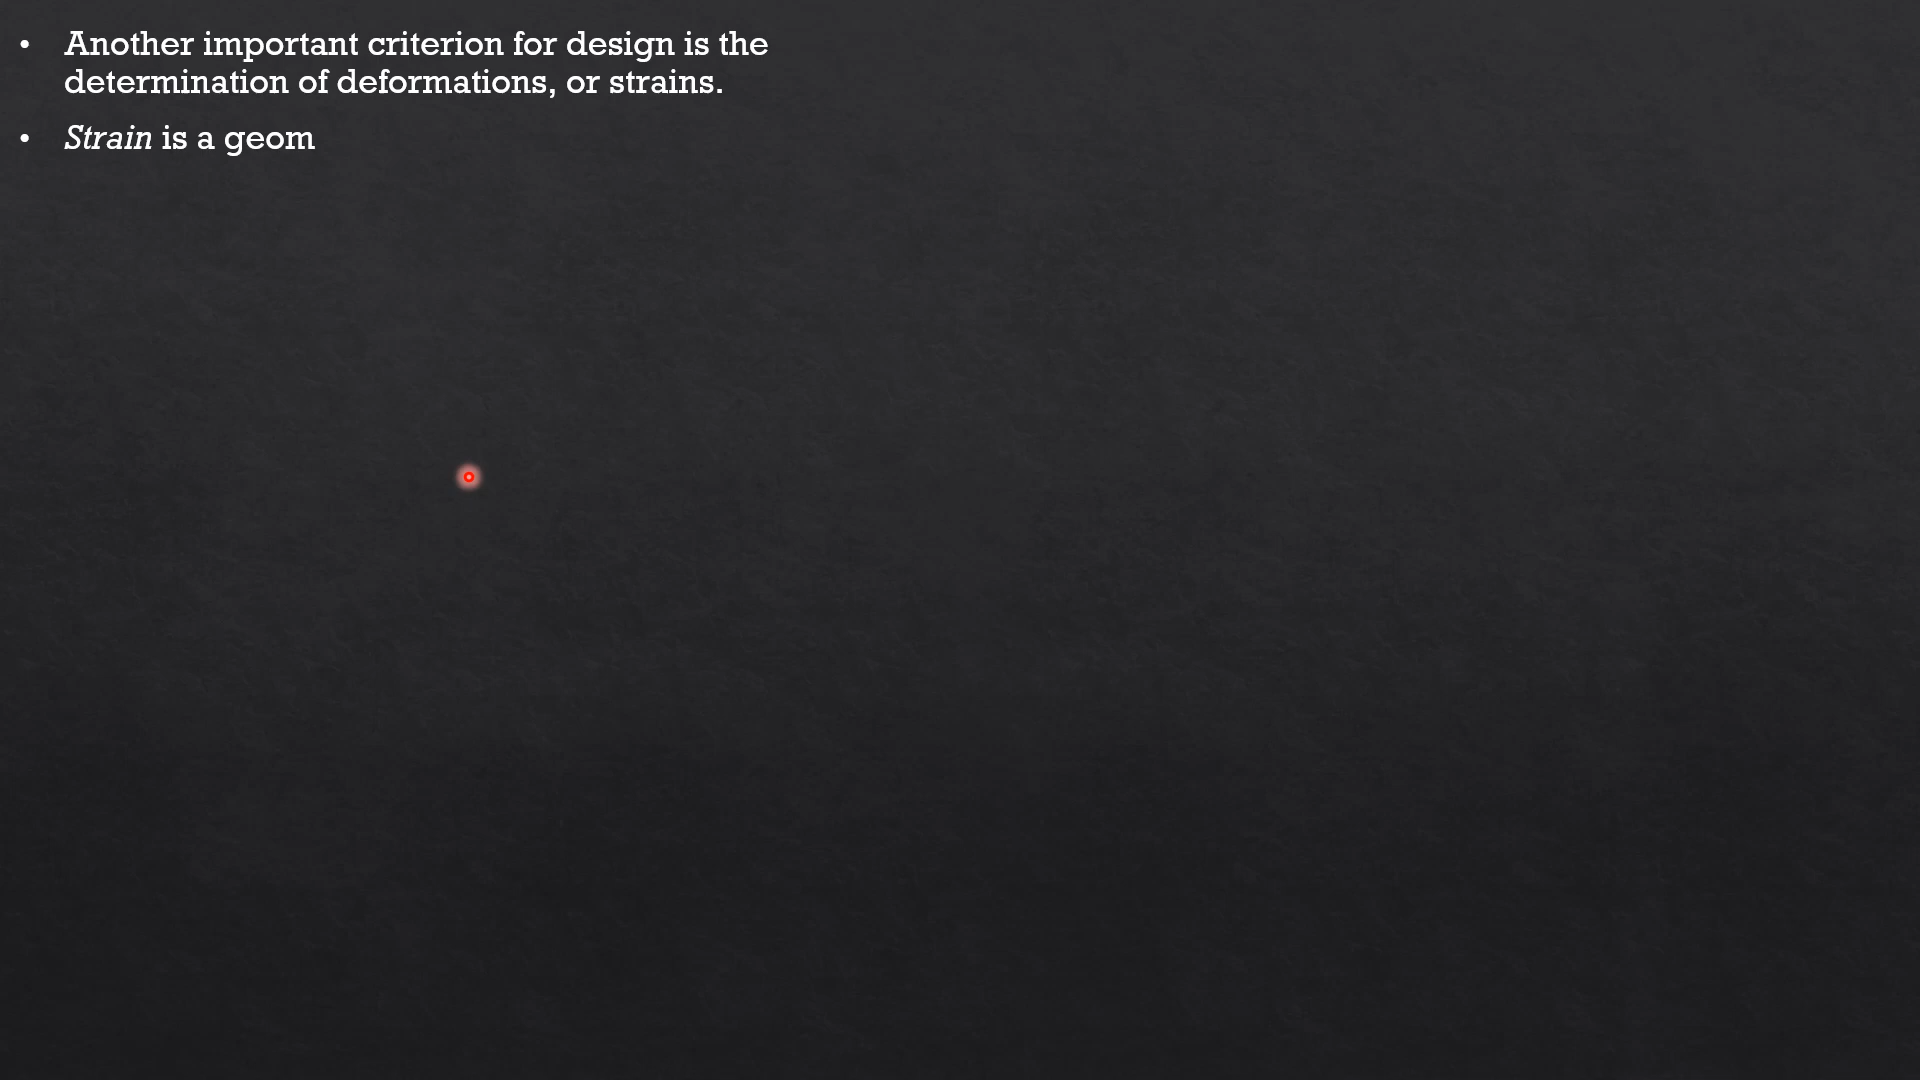 • Another important criterion for design is the
determination of deformations, or strains.
• Strain is a geom